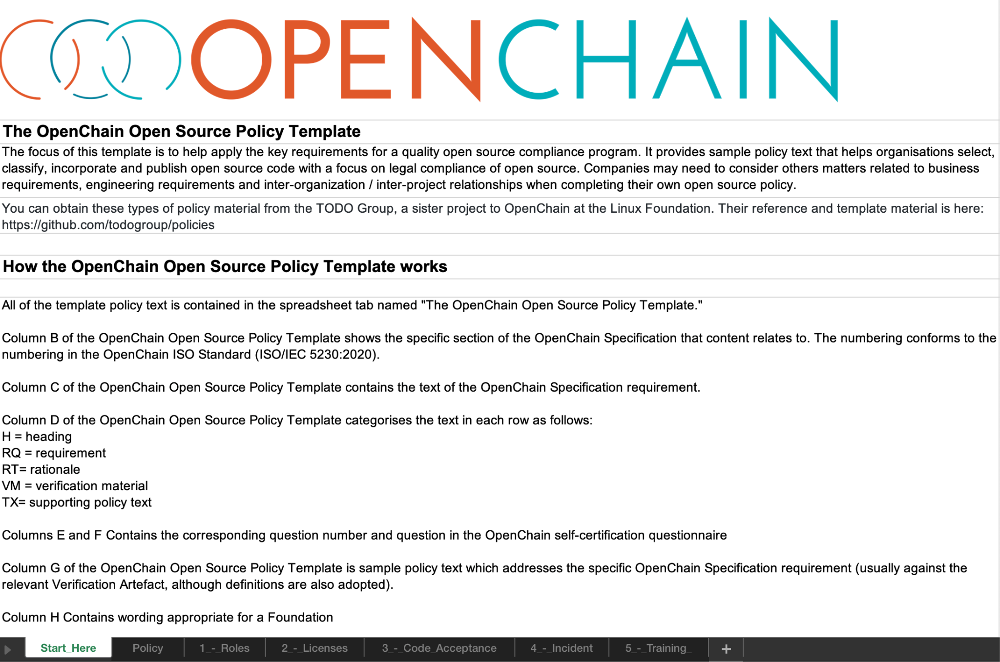 OPENCHAIN
The OpenChain Open Source Policy Template
The focus of this template is to help apply the key requirements for a quality open source compliance program. It provides sample policy text that helps organisations select,
classify, incorporate and publish open source code with a focus on legal compliance of open source. Companies may need to consider others matters related to business
requirements, engineering requirements and inter-organization / inter-project relationships when completing their own open source policy.
You can obtain these types of policy material from the TODO Group, a sister project to OpenChain at the Linux Foundation. Their reference and template material is here:
https://github.com/todogroup/policies
How the OpenChain Open Source Policy Template works
All of the template policy text is contained in the spreadsheet tab named "The OpenChain Open Source Policy Template."
Column B of the OpenChain Open Source Policy Template shows the specific section of the OpenChain Specification that content relates to. The numbering conforms to the
numbering in the OpenChain ISO Standard (ISO/IEC 5230:2020).
Column C of the OpenChain Open Source Policy Template contains the text of the OpenChain Specification requirement.
Column D of the OpenChain Open Source Policy Template categorises the text in each row as follows:
H = heading
RQ = requirement
RT= rationale
VM = verification material
TX= supporting policy text
Columns E and F Contains the corresponding question number and question in the OpenChain self-certification questionnaire
Column G of the OpenChain Open Source Policy Template is sample policy text which addresses the specific OpenChain Specification requirement (usually against the
relevant Verification Artefact, although definitions are also adopted).
Column H Contains wording appropriate for a Foundation
Start_Here Policy 1_-_Roles 2_-_Licenses 3_-_Code_Acceptance 4_-_Incident 5_-_Training_ +